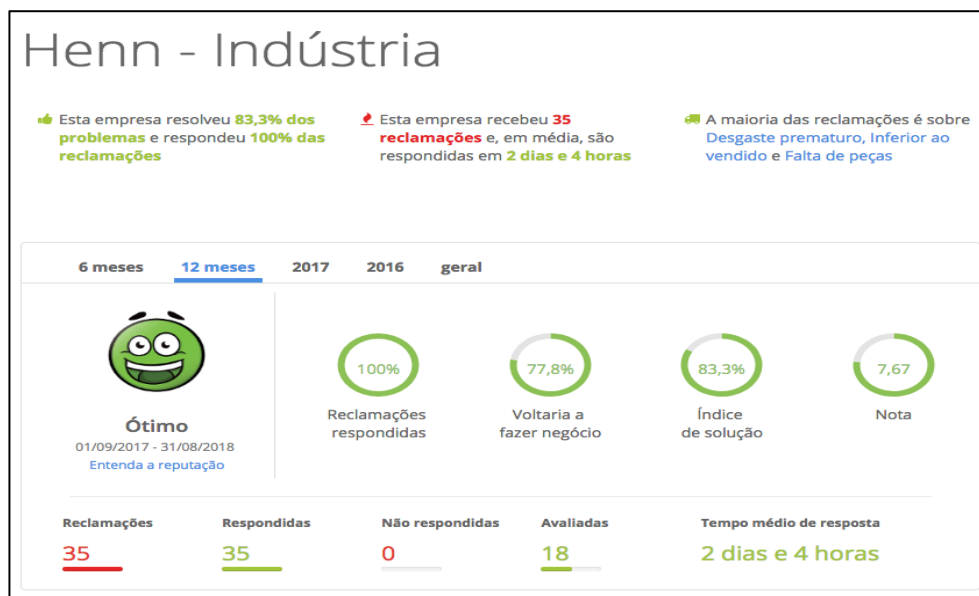 Henn - Indústria
Esta empresa resolveu 83,3% dos
problemas e respondeu 100% das
reclamações
Esta empresa recebeu 35
reclamações e, em média, são
respondidas em 2 dias e 4 horas
A maioria das reclamações é sobre
Desgaste prematuro, Inferior ao
vendido e Falta de peças
6 meses 12 meses 2017 2016 geral
Ótimo
01/09/2017 - 31/08/2018
Entenda a reputação
100%
Reclamações
respondidas
77,8%
Voltaria a
fazer negócio
83,3%
Índice
de solução
7,67
Nota
Reclamações
35
Respondidas
35
Não respondidas
0
Avaliadas
18
Tempo médio de resposta
2 dias e 4 horas